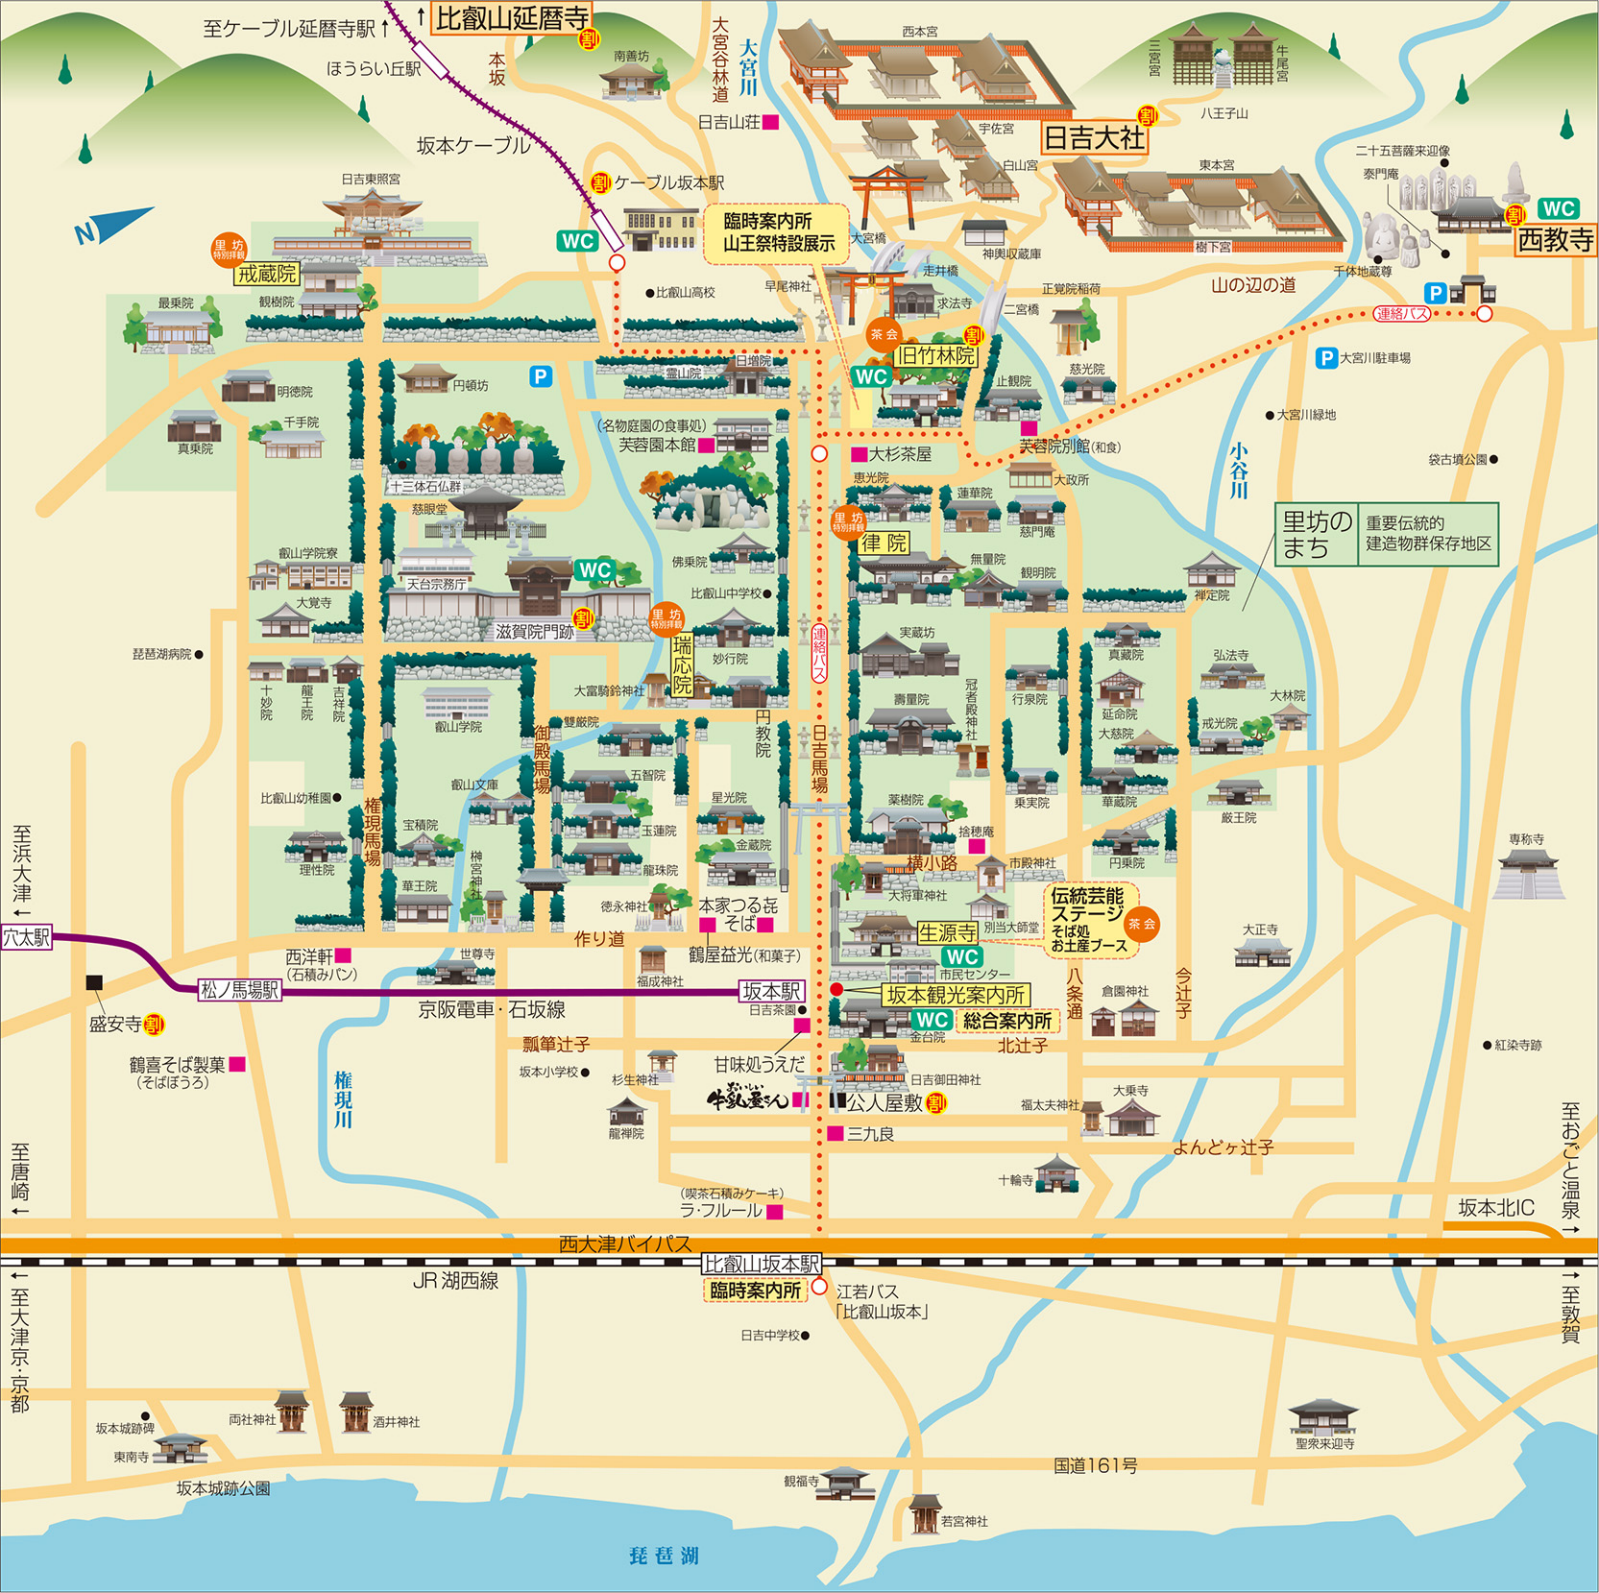 比叡山延暦寺
割
至ケーブル延暦寺駅↑
ほうらい丘駅
本坂
南善坊
大宮谷林道
大宮川
日吉山荘
坂本ケーブル
西本宮
宇佐宮
白山宮
三宮宮
牛尾宮
八王子山
日吉大社
割
東本宮
樹下宮
二十五菩薩来迎像
泰門庵
千体地蔵尊
割
WC
西教寺
N
日吉東照宮
割
ケーブル坂本駅
WC
臨時案内所
山王祭特設展示
大宮橋
神輿収蔵庫
走井橋
早尾神社
求法寺
二宮橋
正覚院稲荷
山の辺の道
P
連絡バス
P
大宮川駐車場
里坊
特別拝観
戒蔵院
観樹院
最乗院
比叡山高校
茶会
旧竹林院
割
WC
止観院
慈光院
明徳院
円頓坊
P
日増院
霊山院
真乗院
千手院
(名物庭園の食事処)
芙蓉園本館
大杉茶屋
芙蓉院別館(和食)
大宮川緑地
小谷川
袋古墳公園
十三体石仏群
慈眼堂
恵光院
蓮華院
大政所
慈門庵
里坊
特別拝観
律院
里坊の
まち
重要伝統的
建造物群保存地区
叡山学院寮
天台宗務庁
WC
佛乗院
無量院
観明院
禅定院
大覚寺
比叡山中学校
滋賀院門跡
割
里坊
特別拝観
瑞応院
妙行院
連絡バス
実蔵坊
真蔵院
弘法寺
琵琶湖病院
十妙院
龍王院
吉祥院
大富騎鈴神社
円教院
壽量院
冠者殿神社
行泉院
延命院
大林院
叡山学院
御殿馬場
雙厳院
日吉馬場
大慈院
戒光院
五智院
叡山文庫
比叡山幼稚園
権現馬場
星光院
薬樹院
乗実院
華蔵院
厳王院
宝積院
玉蓮院
捨穂庵
理性院
金蔵院
龍珠院
横小路
市殿神社
円乗院
専称寺
至浜大津
華王院
榊宮神社
徳永神社
本家つる㐂
そば
大将軍神社
別当大師堂
伝統芸能
ステージ
そば処
お土産ブース
茶会
穴太駅
西洋軒
(石積みパン)
世尊寺
作り道
福成神社
鶴屋益光(和菓子)
生源寺
WC
市民センター
大正寺
八条通
今辻子
松ノ馬場駅
京阪電車・石坂線
坂本駅
日吉茶園
坂本観光案内所
WC
総合案内所
金台院
倉園神社
盛安寺
割
瓢箪辻子
北辻子
紅染寺跡
鶴喜そば製菓
(そばぼうろ)
坂本小学校
杉生神社
甘味処うえだ
日吉御田神社
権現川
おいしい
牛乳屋さん
公人屋敷
割
龍禅院
三九良
福太夫神社
大乗寺
よんどヶ辻子
至唐崎
十輪寺
(喫茶石積みケーキ)
ラ・フルール
至おごと温泉
坂本北IC
西大津バイパス
JR湖西線
比叡山坂本駅
臨時案内所
江若バス
「比叡山坂本」
日吉中学校
至大津京・京都
至敦賀
坂本城跡碑
両社神社
酒井神社
東南寺
坂本城跡公園
聖衆来迎寺
国道161号
観福寺
若宮神社
琵琶湖